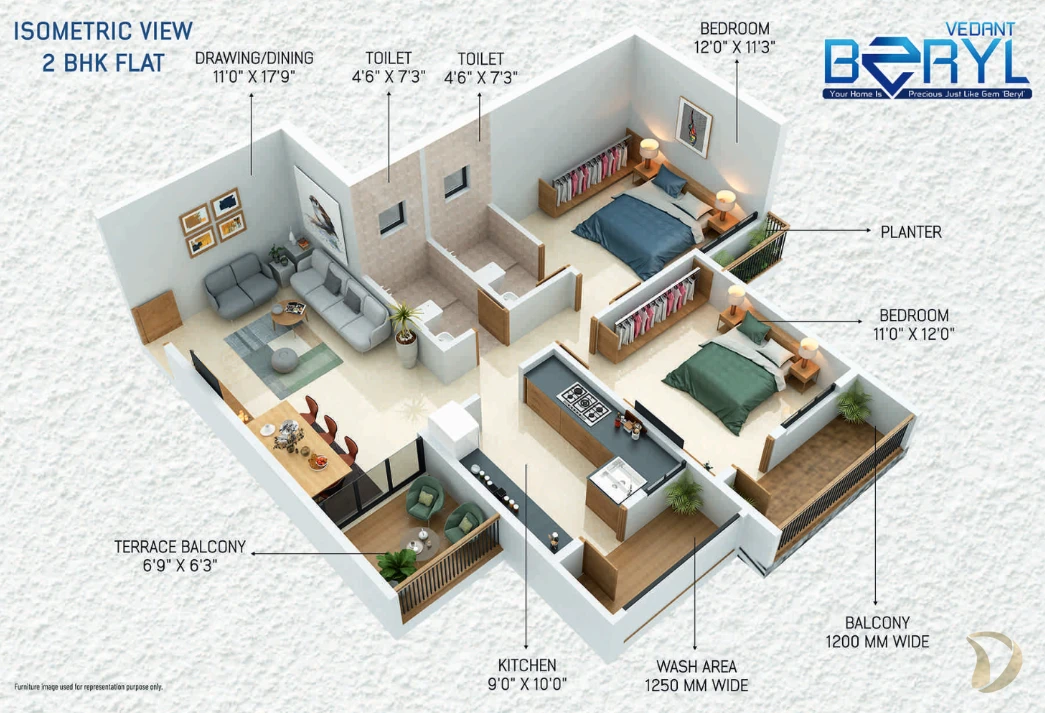 ISOMETRIC VIEW
2 BHK FLAT
DRAWING/DINING
11'0" X 17'9"
TOILET
4'6" X 7'3"
TOILET
4'6" X 7'3"
BEDROOM
12'0" X 11'3"
VEDANT
BERYL
Your Home Is Precious Just Like Gem 'Beryl'
PLANTER
BEDROOM
11'0" X 12'0"
TERRACE BALCONY
6'9" X 6'3"
KITCHEN
9'0" X 10'0"
WASH AREA
1250 MM WIDE
BALCONY
1200 MM WIDE
Furniture image used for representation purpose only.